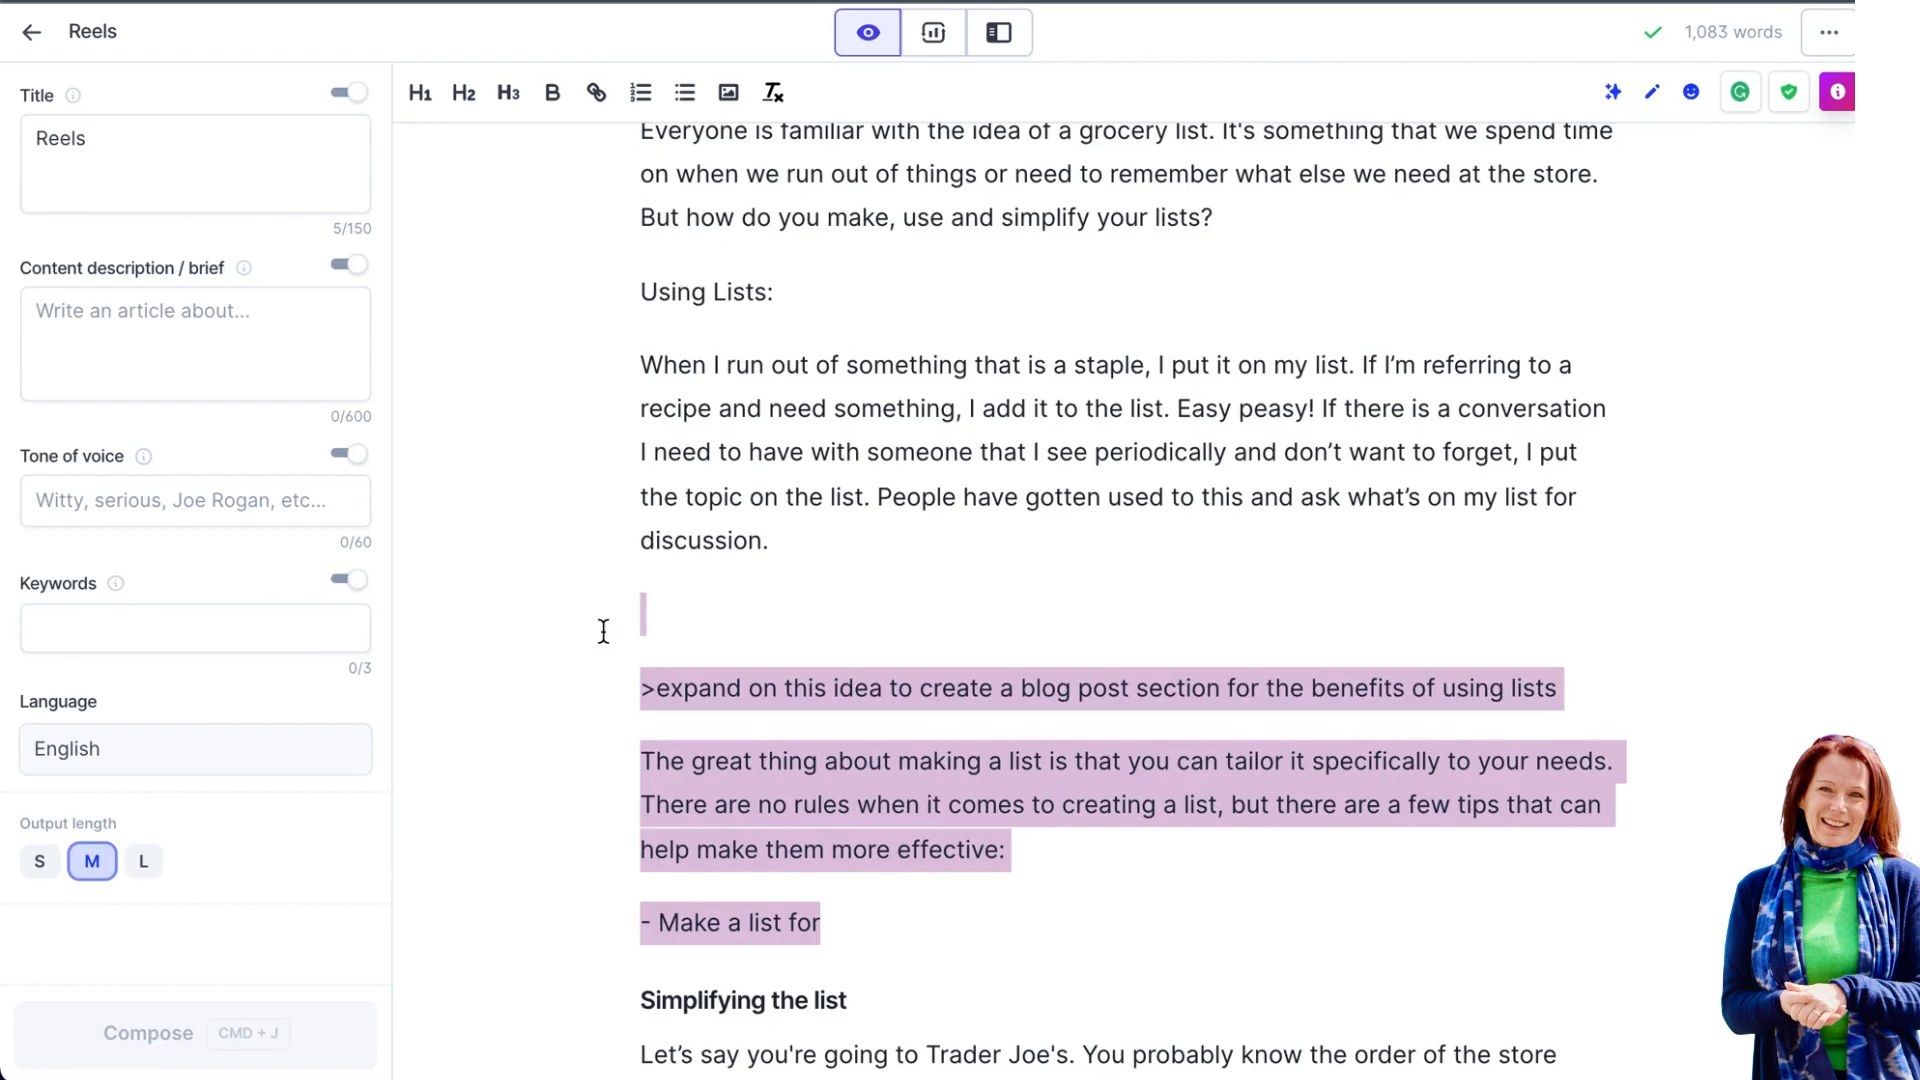 Reels
1,083 words
Title
Reels
5/150
Content description / brief
Write an article about...
0/600
Tone of voice
Witty, serious, Joe Rogan, etc...
0/60
Keywords
0/3
Language
English
Output length
S M L
Compose CMD + J
H1 H2 H3 B
Everyone is familiar with the idea of a grocery list. It's something that we spend time
on when we run out of things or need to remember what else we need at the store.
But how do you make, use and simplify your lists?
Using Lists:
When I run out of something that is a staple, I put it on my list. If I’m referring to a
recipe and need something, I add it to the list. Easy peasy! If there is a conversation
I need to have with someone that I see periodically and don’t want to forget, I put
the topic on the list. People have gotten used to this and ask what’s on my list for
discussion.
>expand on this idea to create a blog post section for the benefits of using lists
The great thing about making a list is that you can tailor it specifically to your needs.
There are no rules when it comes to creating a list, but there are a few tips that can
help make them more effective:
- Make a list for
Simplifying the list
Let’s say you're going to Trader Joe's. You probably know the order of the store